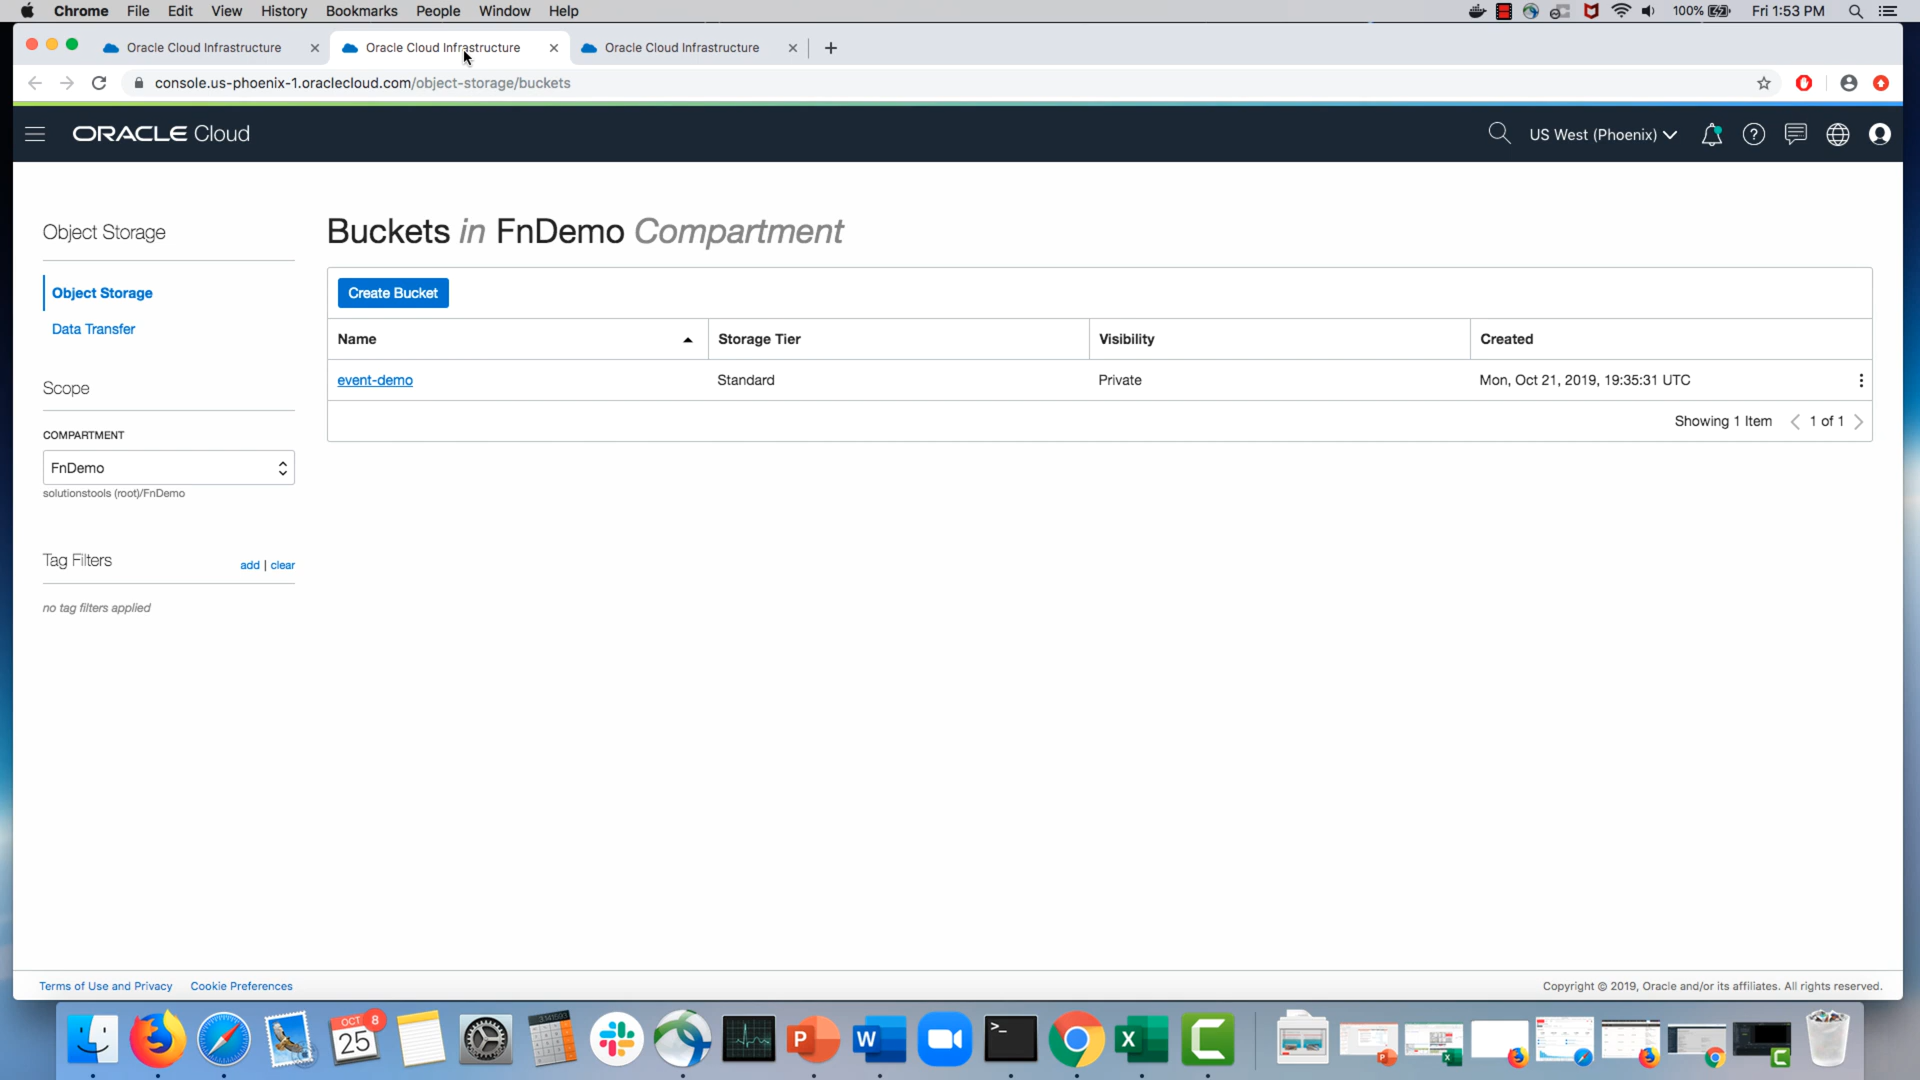 Chrome File Edit View History Bookmarks People Window Help 100% Fri 1:53 PM
Oracle Cloud Infrastructure Oracle Cloud Infrastructure Oracle Cloud Infrastructure
console.us-phoenix-1.oraclecloud.com/object-storage/buckets
ORACLE Cloud US West (Phoenix)
Object Storage
Object Storage
Data Transfer
Scope
COMPARTMENT
FnDemo
solutionstools (root)/FnDemo
Tag Filters add | clear
no tag filters applied
Buckets in FnDemo Compartment
Create Bucket
Name Storage Tier Visibility Created
event-demo Standard Private Mon, Oct 21, 2019, 19:35:31 UTC
Showing 1 Item 1 of 1
Terms of Use and Privacy Cookie Preferences Copyright © 2019, Oracle and/or its affiliates. All rights reserved.
OCT 8
25
P W >_ X C